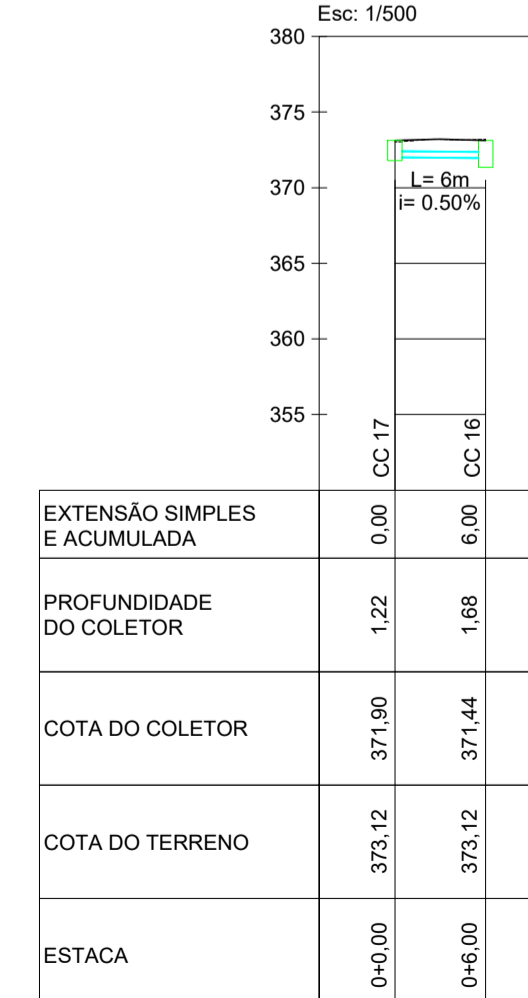 Esc: 1/500
380
375
370
365
360
355
L= 6m
i= 0.50%
CC 17
CC 16
EXTENSÃO SIMPLES
E ACUMULADA
0,00
6,00
PROFUNDIDADE
DO COLETOR
1,22
1,68
COTA DO COLETOR
371,90
371,44
COTA DO TERRENO
373,12
373,12
ESTACA
0+0,00
0+6,00